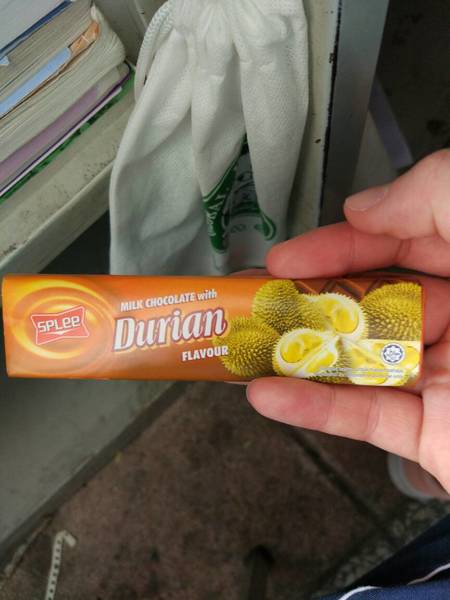 SPLee
MILK CHOCOLATE with
Durian
FLAVOUR